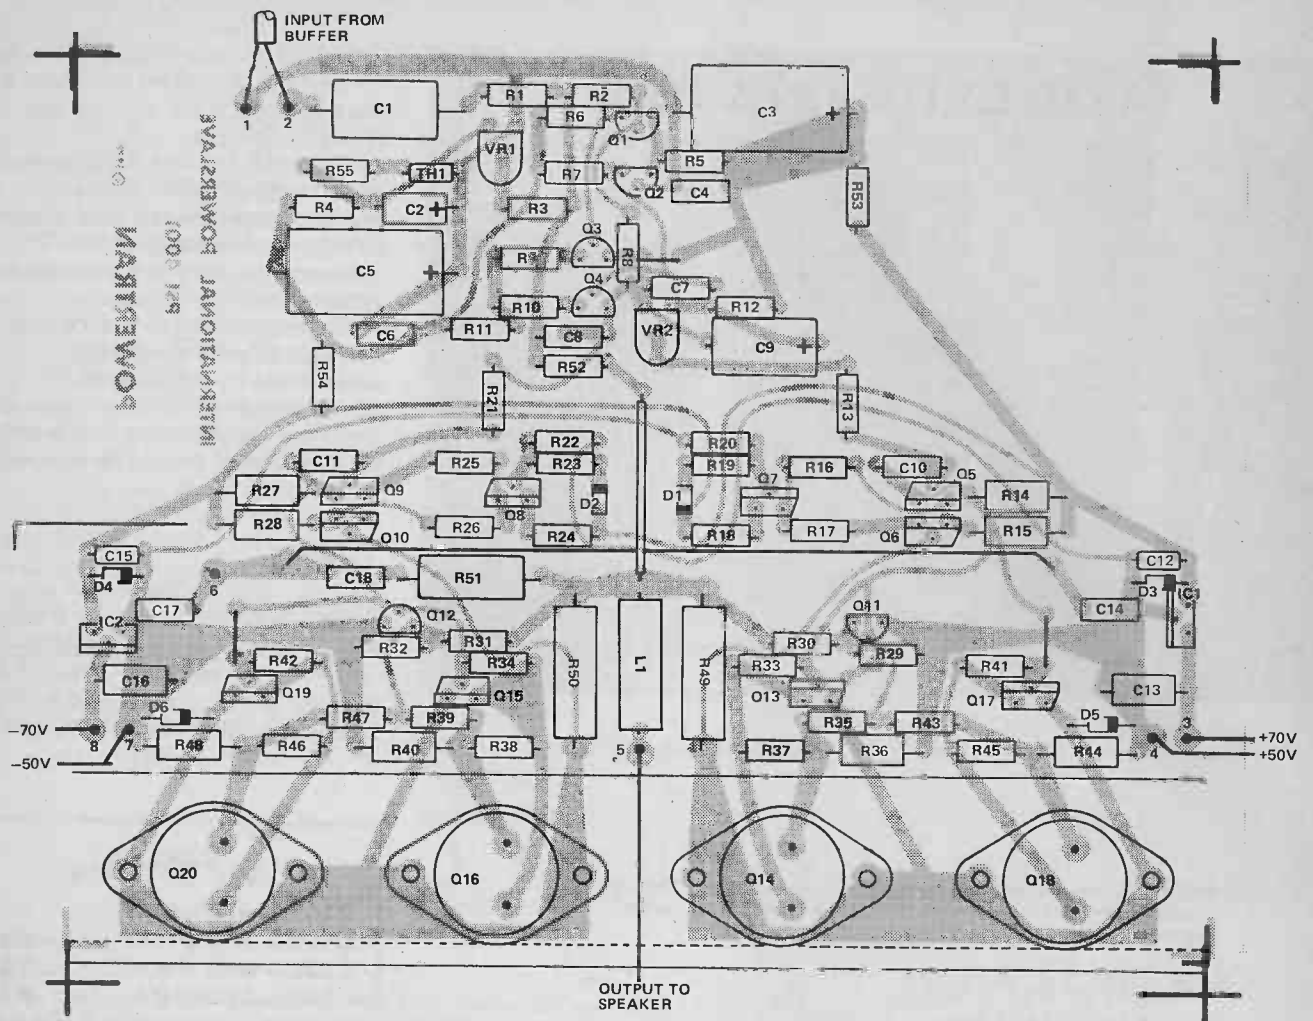 INPUT FROM
BUFFER
1
2
C1
R1
R2
R6
Q1
C3
+
VR1
R55
TH1
R7
R5
Q2
C4
R53
R4
C2
+
R3
Q3
R8
C5
+
Q4
C7
R10
R12
C6
R11
C8
VR2
C9
+
R54
R52
R21
R13
POWERTRAN
INTERNATIONAL POWERSLAVE
R22
R20
C11
R25
R23
R19
R16
C10
Q5
R27
Q9
Q8
D2
D1
Q7
R14
R28
Q10
R26
R24
R18
R17
Q6
R15
C15
C12
D4
6
C18
R51
D3
IC1
C17
IC2
Q12
Q11
C14
R32
R31
R30
R29
R42
R34
R50
L1
R49
R33
R41
C16
Q19
Q15
Q13
Q17
C13
D6
R47
R39
R35
R43
D5
3
-70V
8
7
+70V
-50V
R48
R46
R40
R38
5
R37
R36
R45
R44
4
+50V
Q20
Q16
Q14
Q18
OUTPUT TO
SPEAKER